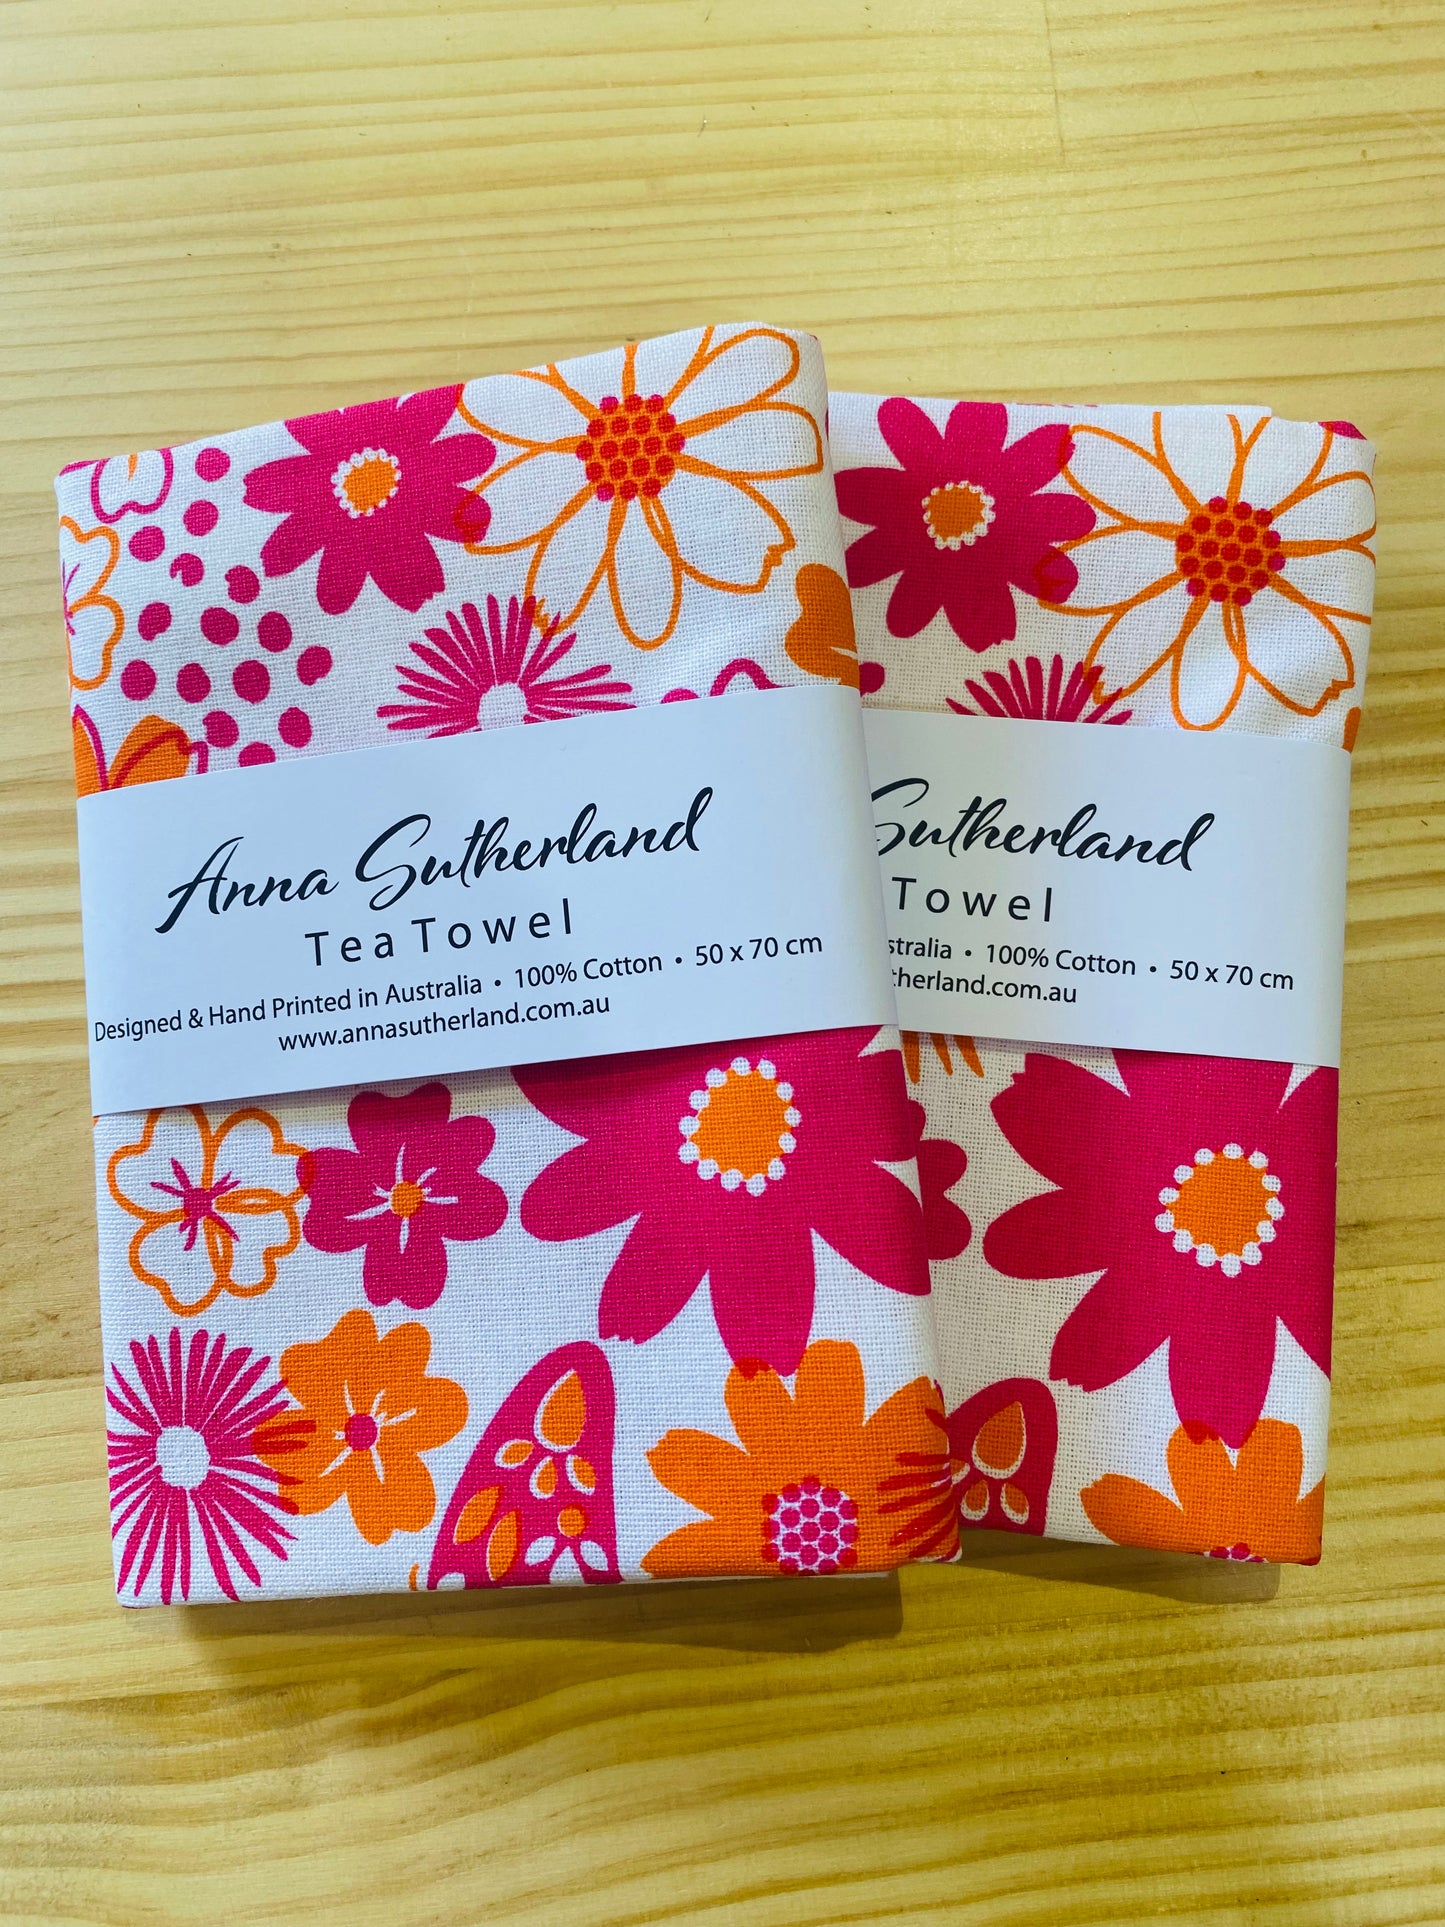 Anna Sutherland
Tea Towel
Designed & Hand Printed in Australia • 100% Cotton • 50 x 70 cm
www.annasutherland.com.au
Sutherland
Towel
stralia • 100% Cotton • 50 x 70 cm
therland.com.au